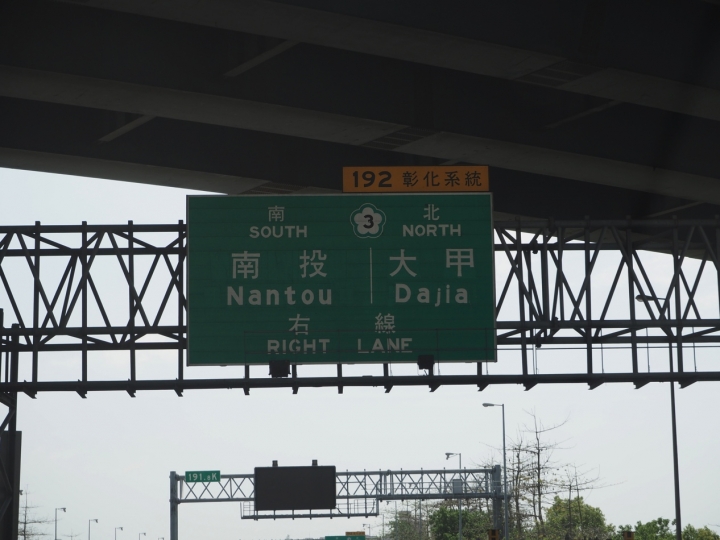 192 彰化系統
南 3 北
SOUTH NORTH
南投 大甲
Nantou Dajia
右線
RIGHT LANE
191.6K